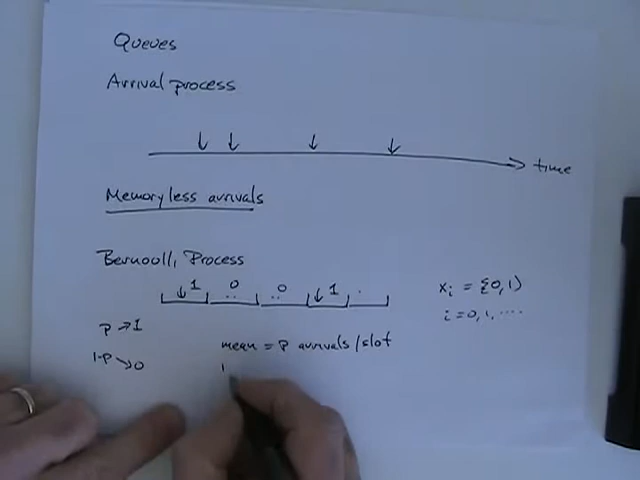 Queues
Arrival process
time
Memoryless arrivals
Bernoulli Process
1 0 0 1
xi = {0,1)
i = 0, 1, ....
p → 1
mean = p arrivals/slot
1-p → 0